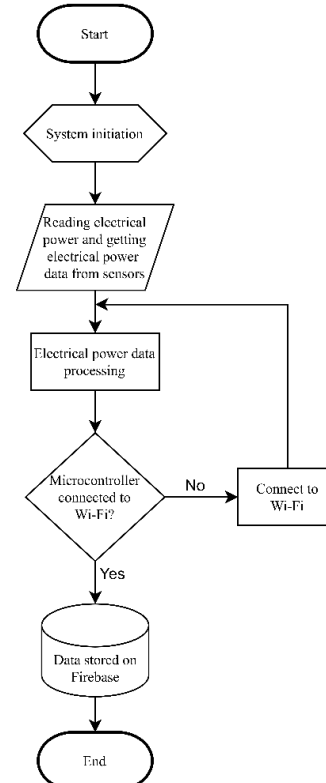 Start
System initiation
Reading electrical
power and getting
electrical power
data from sensors
Electrical power data
processing
Microcontroller
connected to
Wi-Fi?
No
Connect to
Wi-Fi
Yes
Data stored on
Firebase
End